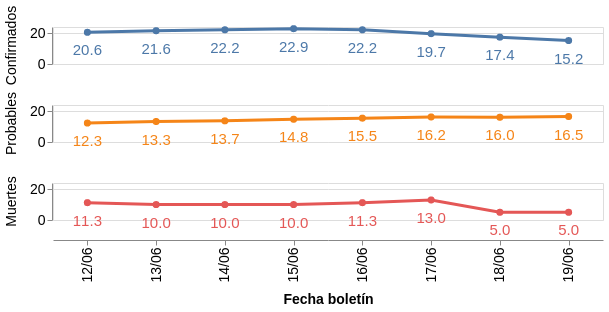 Confirmados
20
0
20.6 21.6 22.2 22.9 22.2 19.7 17.4 15.2
Probables
20
0
12.3 13.3 13.7 14.8 15.5 16.2 16.0 16.5
Muertes
20
0
11.3 10.0 10.0 10.0 11.3 13.0 5.0 5.0
12/06 13/06 14/06 15/06 16/06 17/06 18/06 19/06
Fecha boletín